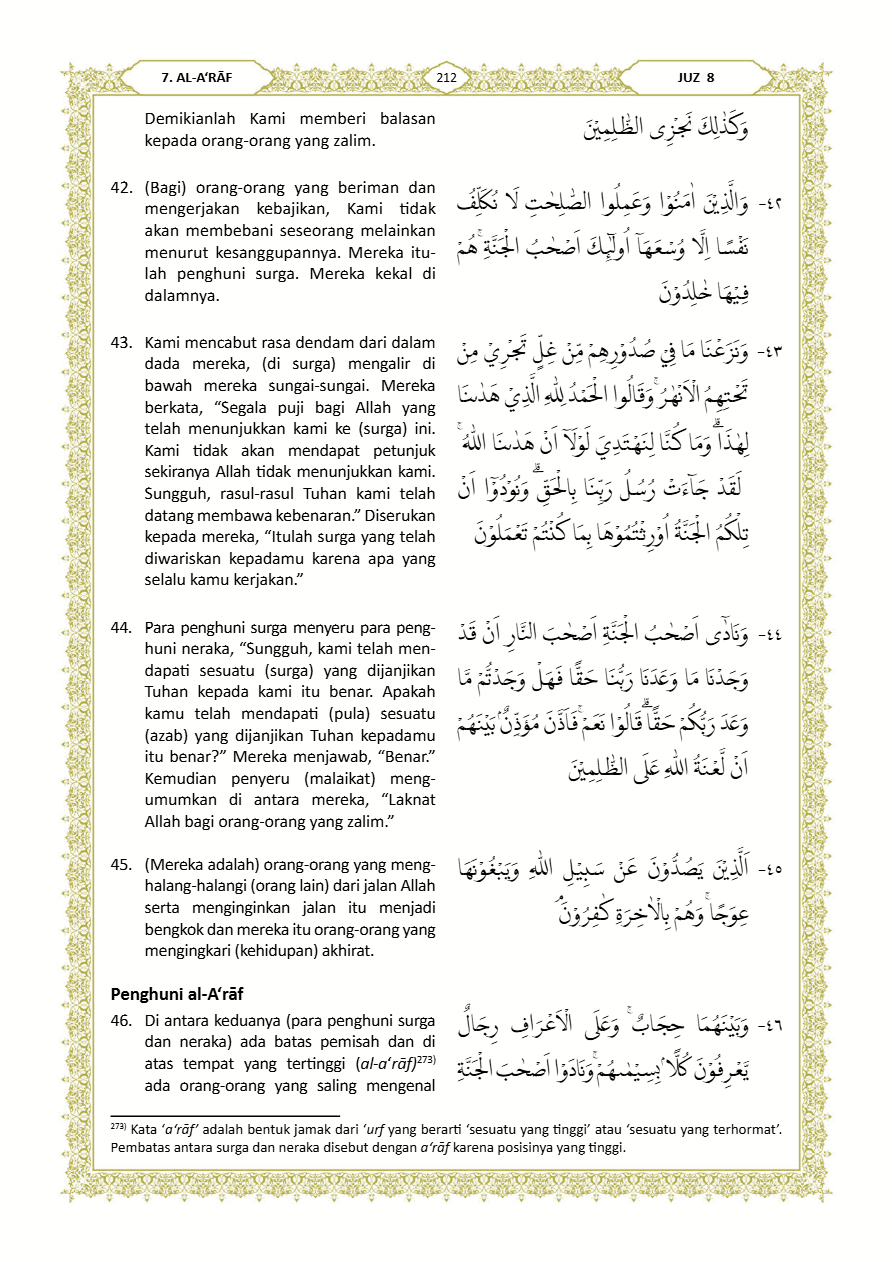 7. AL-A‘RĀF
212
JUZ 8
Demikianlah Kami memberi balasan
kepada orang-orang yang zalim.
وَكَذٰلِكَ نَجْزِى الظّٰلِمِيْنَ
42. (Bagi) orang-orang yang beriman dan
mengerjakan kebajikan, Kami tidak
akan membebani seseorang melainkan
menurut kesanggupannya. Mereka itu-
lah penghuni surga. Mereka kekal di
dalamnya.
٤٢- وَالَّذِيْنَ اٰمَنُوْا وَعَمِلُوا الصّٰلِحٰتِ لَا نُكَلِّفُ
نَفْسًا اِلَّا وُسْعَهَآ اُولٰۤىِٕكَ اَصْحٰبُ الْجَنَّةِۚ هُمْ
فِيْهَا خٰلِدُوْنَ
43. Kami mencabut rasa dendam dari dalam
dada mereka, (di surga) mengalir di
bawah mereka sungai-sungai. Mereka
berkata, “Segala puji bagi Allah yang
telah menunjukkan kami ke (surga) ini.
Kami tidak akan mendapat petunjuk
sekiranya Allah tidak menunjukkan kami.
Sungguh, rasul-rasul Tuhan kami telah
datang membawa kebenaran.” Diserukan
kepada mereka, “Itulah surga yang telah
diwariskan kepadamu karena apa yang
selalu kamu kerjakan.”
٤٣- وَنَزَعْنَا مَا فِيْ صُدُوْرِهِمْ مِّنْ غِلٍّ تَجْرِيْ مِنْ
تَحْتِهِمُ الْاَنْهٰرُۚ وَقَالُوا الْحَمْدُ لِلّٰهِ الَّذِيْ هَدٰىنَا
لِهٰذَاۗ وَمَا كُنَّا لِنَهْتَدِيَ لَوْلَآ اَنْ هَدٰىنَا اللّٰهُ ۚ
لَقَدْ جَاۤءَتْ رُسُلُ رَبِّنَا بِالْحَقِّۗ وَنُوْدُوْٓا اَنْ
تِلْكُمُ الْجَنَّةُ اُوْرِثْتُمُوْهَا بِمَا كُنْتُمْ تَعْمَلُوْنَ
44. Para penghuni surga menyeru para peng-
huni neraka, “Sungguh, kami telah men-
dapati sesuatu (surga) yang dijanjikan
Tuhan kepada kami itu benar. Apakah
kamu telah mendapati (pula) sesuatu
(azab) yang dijanjikan Tuhan kepadamu
itu benar?” Mereka menjawab, “Benar.”
Kemudian penyeru (malaikat) meng-
umumkan di antara mereka, “Laknat
Allah bagi orang-orang yang zalim.”
٤٤- وَنَادٰٓى اَصْحٰبُ الْجَنَّةِ اَصْحٰبَ النَّارِ اَنْ قَدْ
وَجَدْنَا مَا وَعَدَنَا رَبُّنَا حَقًّا فَهَلْ وَجَدْتُّمْ مَّا
وَعَدَ رَبُّكُمْ حَقًّاۗ قَالُوْا نَعَمْۚ فَاَذَّنَ مُؤَذِّنٌۢ بَيْنَهُمْ
اَنْ لَّعْنَةُ اللّٰهِ عَلَى الظّٰلِمِيْنَ
45. (Mereka adalah) orang-orang yang meng-
halang-halangi (orang lain) dari jalan Allah
serta menginginkan jalan itu menjadi
bengkok dan mereka itu orang-orang yang
mengingkari (kehidupan) akhirat.
٤٥- اَلَّذِيْنَ يَصُدُّوْنَ عَنْ سَبِيْلِ اللّٰهِ وَيَبْغُوْنَهَا
عِوَجًاۚ وَهُمْ بِالْاٰخِرَةِ كٰفِرُوْنَۘ
Penghuni al-A‘rāf
46. Di antara keduanya (para penghuni surga
dan neraka) ada batas pemisah dan di
atas tempat yang tertinggi (al-a‘rāf)273)
ada orang-orang yang saling mengenal
٤٦- وَبَيْنَهُمَا حِجَابٌۚ وَعَلَى الْاَعْرَافِ رِجَالٌ
يَّعْرِفُوْنَ كُلًّاۢ بِسِيْمٰىهُمْۚ وَنَادَوْا اَصْحٰبَ الْجَنَّةِ
273) Kata ‘a‘rāf’ adalah bentuk jamak dari ‘urf yang berarti ‘sesuatu yang tinggi’ atau ‘sesuatu yang terhormat’.
Pembatas antara surga dan neraka disebut dengan a‘rāf karena posisinya yang tinggi.